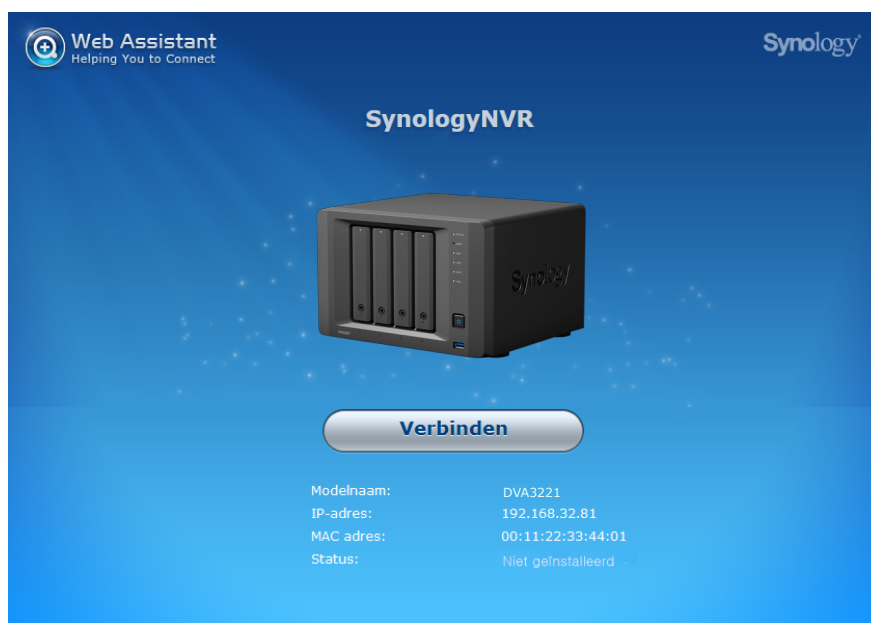 Web Assistant
Helping You to Connect
Synology
SynologyNVR
Synology
Verbinden
Modelnaam: DVA3221
IP-adres: 192.168.32.81
MAC adres: 00:11:22:33:44:01
Status: Niet geïnstalleerd